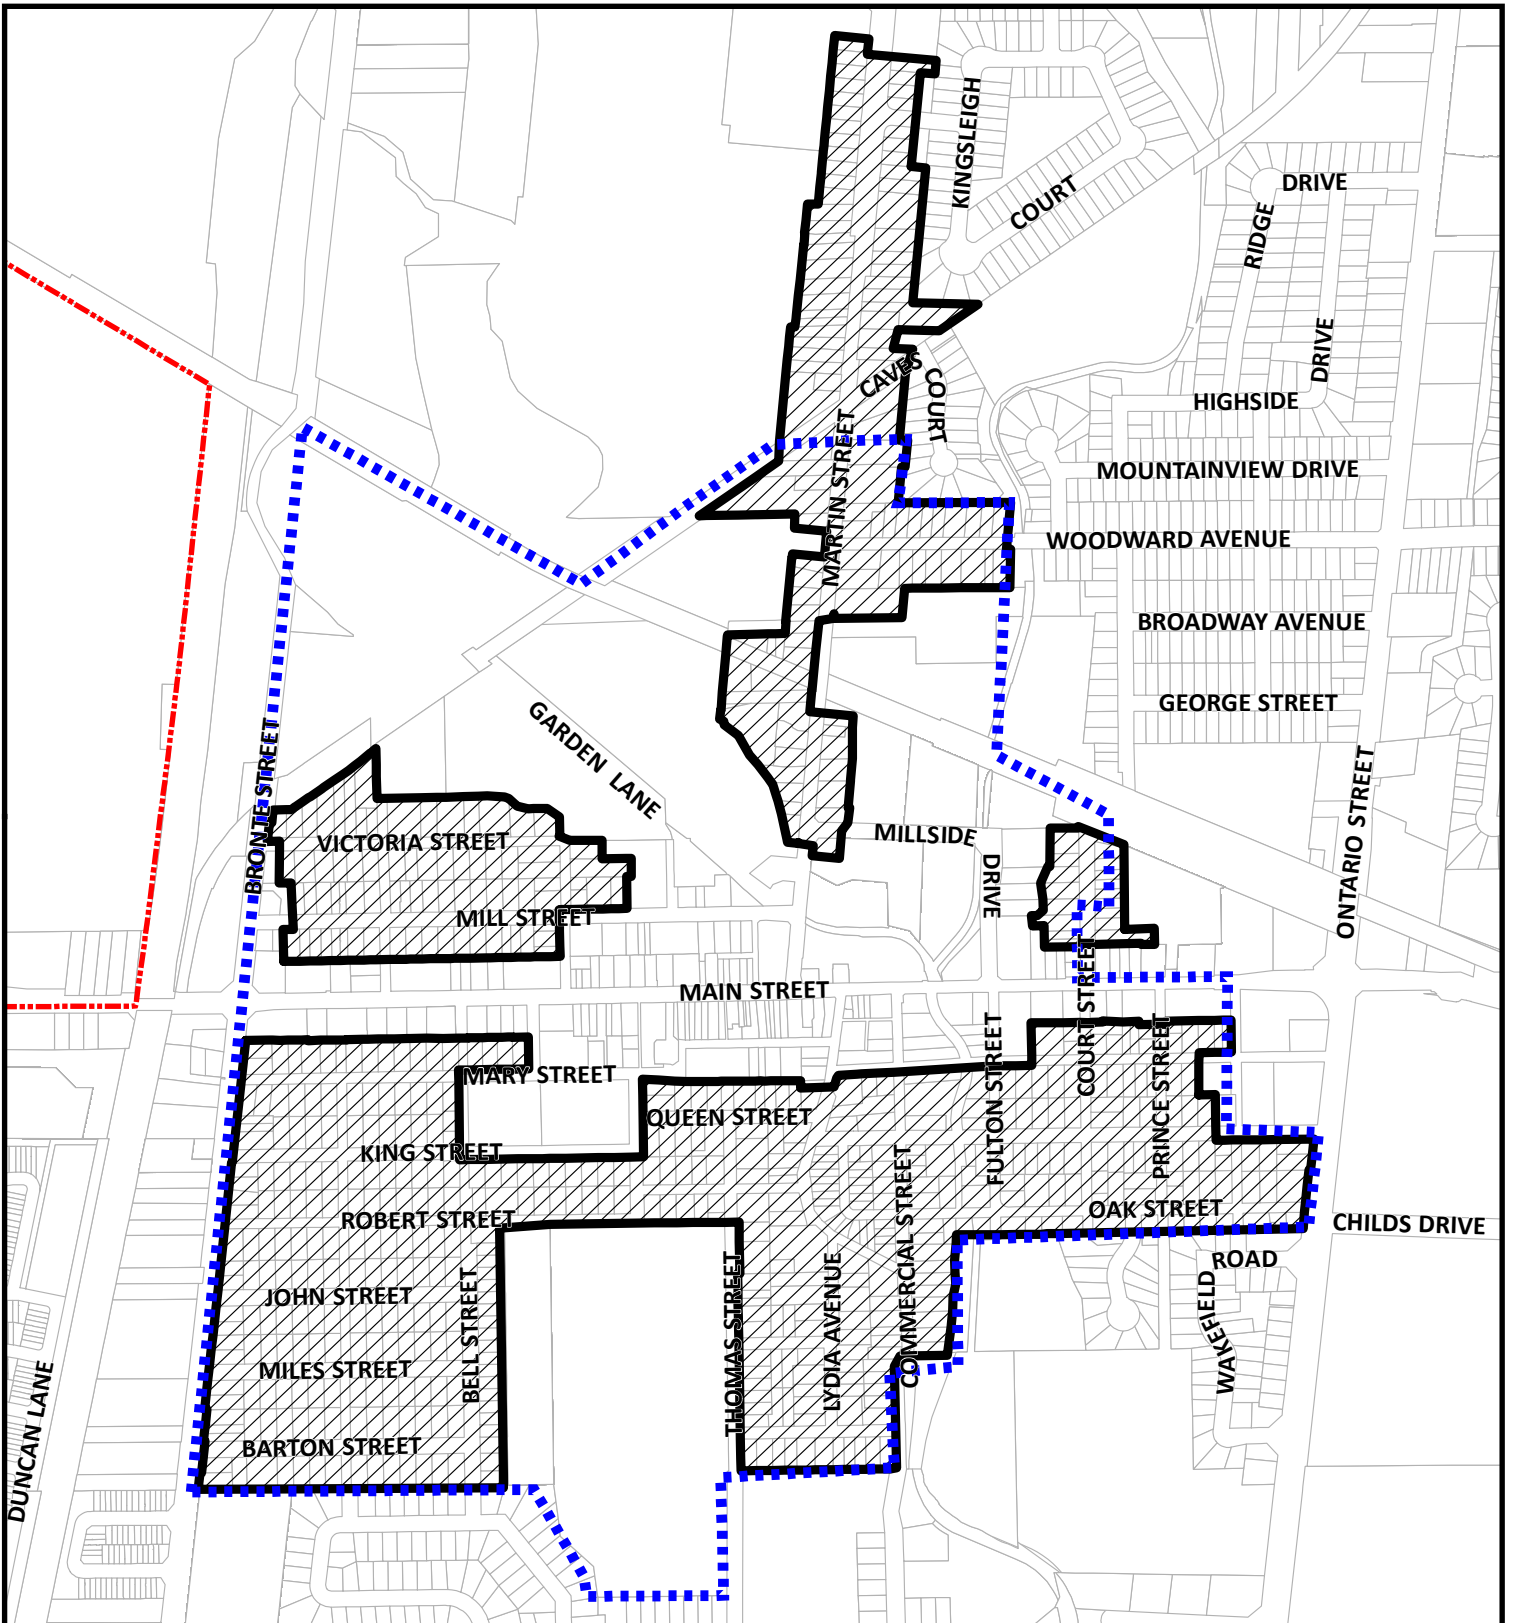 KINGSLEIGH
COURT
DRIVE
RIDGE
DRIVE
CAVES
COURT
HIGHSIDE
MARTIN STREET
MOUNTAINVIEW DRIVE
WOODWARD AVENUE
BROADWAY AVENUE
GEORGE STREET
GARDEN LANE
BRONTE STREET
ONTARIO STREET
VICTORIA STREET
MILLSIDE
DRIVE
MILL STREET
MAIN STREET
COURT STREET
FULTON STREET
PRINCE STREET
MARY STREET
QUEEN STREET
KING STREET
COMMERCIAL STREET
OAK STREET
ROBERT STREET
CHILDS DRIVE
ROAD
WAKEFIELD
JOHN STREET
BELL STREET
THOMAS STREET
LYDIA AVENUE
MILES STREET
BARTON STREET
DUNCAN LANE